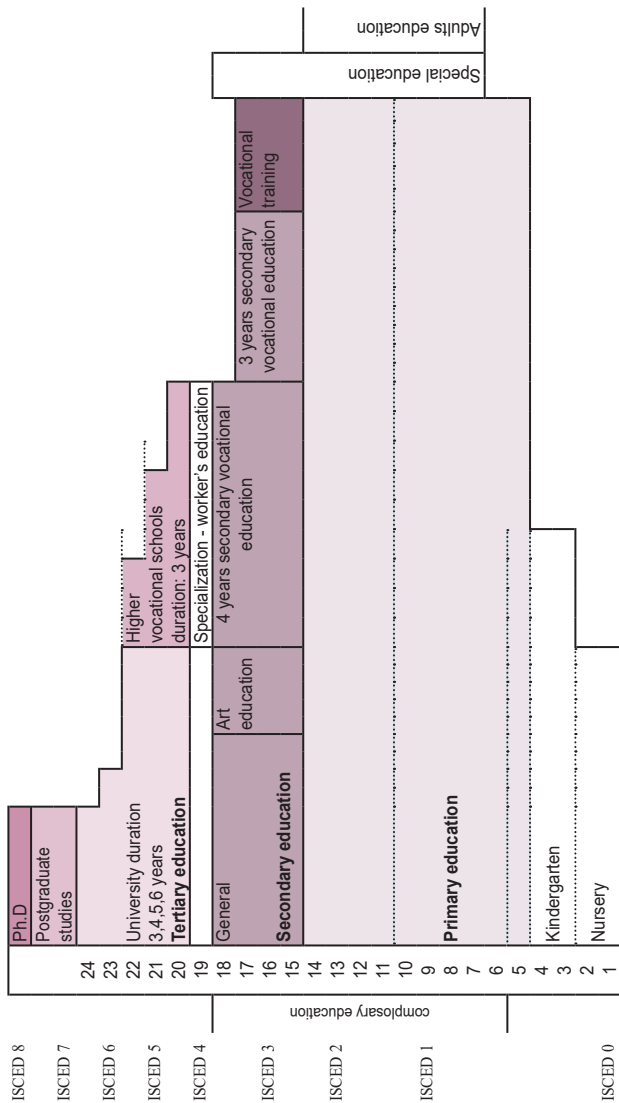 Ph.D
Postgraduate
studies
University duration
3,4,5,6 years
Tertiary education
Higher
vocational schools
duration: 3 years
Specialization - worker's education
General
Secondary education
Art
education
4 years secondary vocational
education
3 years secondary
vocational education
Vocational
training
Primary education
Kindergarten
Nursery
Special education
Adults education
24
23
22
21
20
19
18
17
16
15
14
13
12
11
10
9
8
7
6
5
4
3
2
1
complosary education
ISCED 8
ISCED 7
ISCED 6
ISCED 5
ISCED 4
ISCED 3
ISCED 2
ISCED 1
ISCED 0